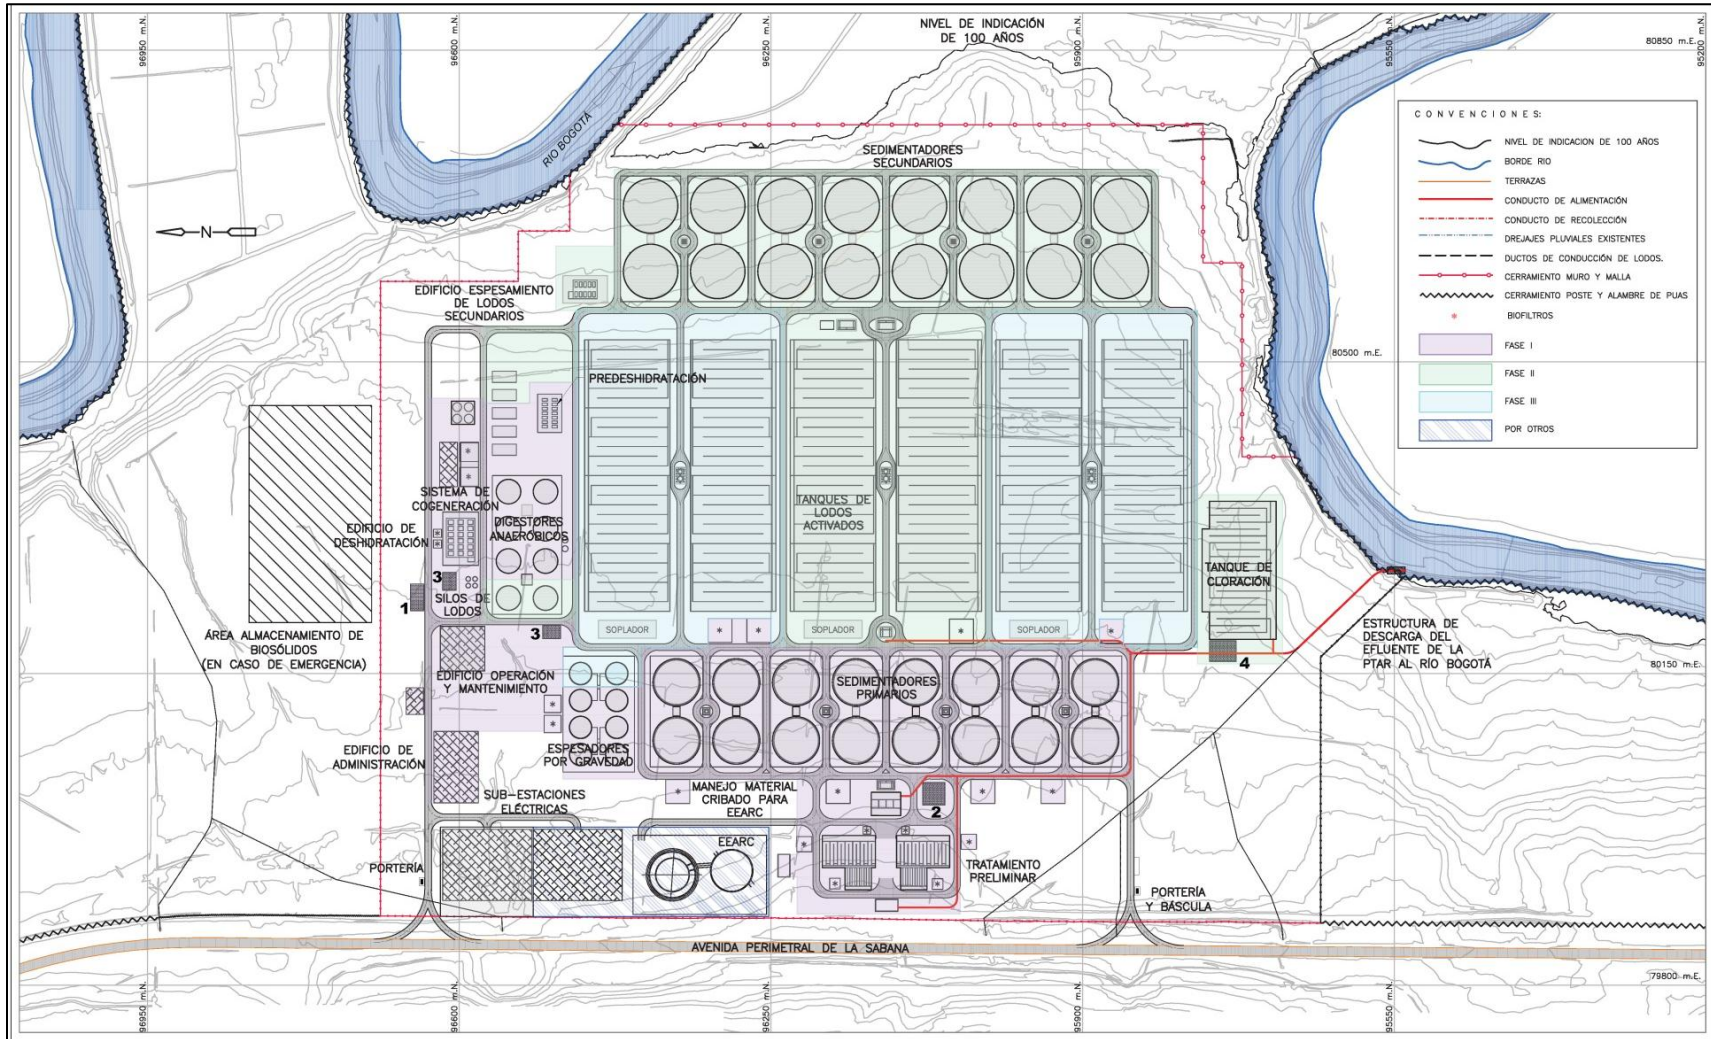 NIVEL DE INDICACIÓN
DE 100 AÑOS
96950 m.N.
96600 m.N.
96250 m.N.
95900 m.N.
95550 m.N.
95200 m.N.
80850 m.E.
CONVENCIONES:
NIVEL DE INDICACION DE 100 AÑOS
BORDE RIO
TERRAZAS
CONDUCTO DE ALIMENTACIÓN
CONDUCTO DE RECOLECCIÓN
DREJAJES PLUVIALES EXISTENTES
DUCTOS DE CONDUCCIÓN DE LODOS.
CERRAMIENTO MURO Y MALLA
CERRAMIENTO POSTE Y ALAMBRE DE PUAS
BIOFILTROS
FASE I
FASE II
FASE III
POR OTROS
RIO BOGOTÁ
SEDIMENTADORES
SECUNDARIOS
N
EDIFICIO ESPESAMIENTO
DE LODOS
SECUNDARIOS
80500 m.E.
PREDESHIDRATACIÓN
SISTEMA DE
COGENERACIÓN
EDIFICIO DE
DESHIDRATACIÓN
DIGESTORES
ANAERÓBICOS
TANQUES DE
LODOS
ACTIVADOS
TANQUE DE
CLORACIÓN
3
1
SILOS DE
LODOS
3
SOPLADOR
SOPLADOR
SOPLADOR
4
ÁREA ALMACENAMIENTO DE
BIOSÓLIDOS
(EN CASO DE EMERGENCIA)
ESTRUCTURA DE
DESCARGA DEL
EFLUENTE DE LA
PTAR AL RÍO BOGOTÁ
80150 m.E.
EDIFICIO OPERACIÓN
Y MANTENIMIENTO
SEDIMENTADORES
PRIMARIOS
EDIFICIO DE
ADMINISTRACIÓN
ESPESADORES
POR GRAVEDAD
SUB-ESTACIONES
ELÉCTRICAS
MANEJO MATERIAL
CRIBADO PARA
EEARC
2
EEARC
PORTERÍA
TRATAMIENTO
PRELIMINAR
PORTERÍA
Y BÁSCULA
AVENIDA PERIMETRAL DE LA SABANA
79800 m.E.
96950 m.N.
96600 m.N.
96250 m.N.
95900 m.N.
95550 m.N.